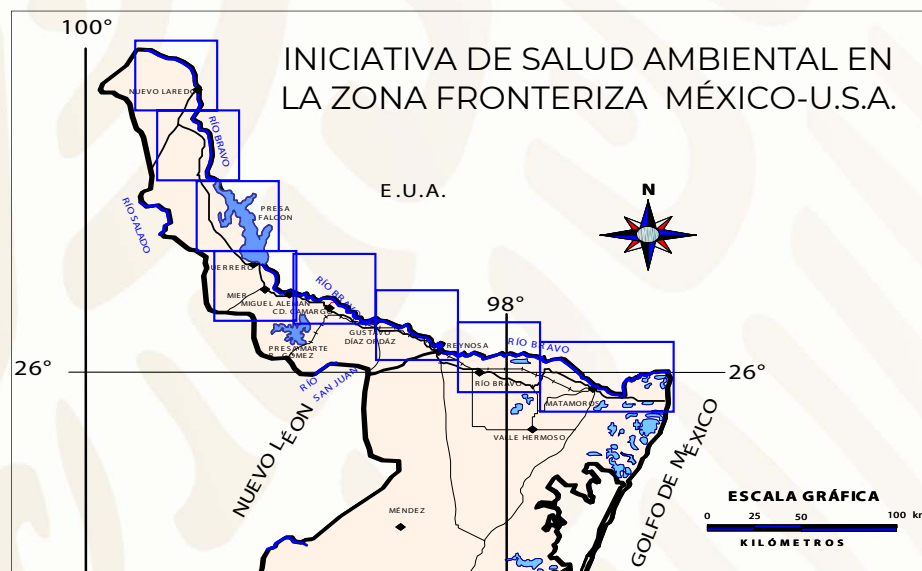 100°
INICIATIVA DE SALUD AMBIENTAL EN
LA ZONA FRONTERIZA MÉXICO-U.S.A.
NUEVO LAREDO
RÍO BRAVO
E.U.A.
N
PRESA
FALCON
RÍO SALADO
GUERRERO
MIER
MIGUEL ALEMÁN
CD. CAMARGO
RÍO BRAVO
98°
GUSTAVO
DÍAZ ORDÁZ
PRESA MARTE
R. GÓMEZ
REYNOSA
RÍO BRAVO
26°
26°
RÍO
SAN JUAN
RÍO BRAVO
MATAMOROS
VALLE HERMOSO
NUEVO LÉON
GOLFO DE MÉXICO
MÉNDEZ
ESCALA GRÁFICA
0 25 50 100 km
KILÓMETROS